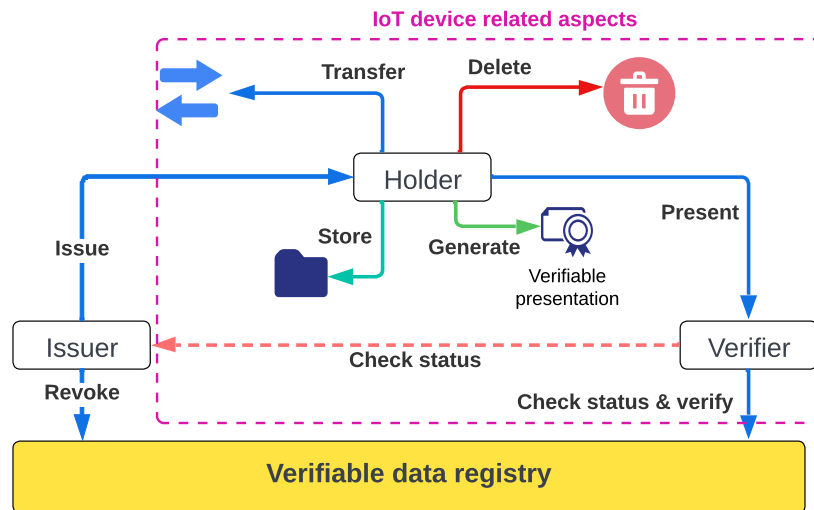 IoT device related aspects
Transfer
Delete
Holder
Present
Issue
Store
Generate
Verifiable
presentation
Issuer
Check status
Verifier
Revoke
Check status & verify
Verifiable data registry